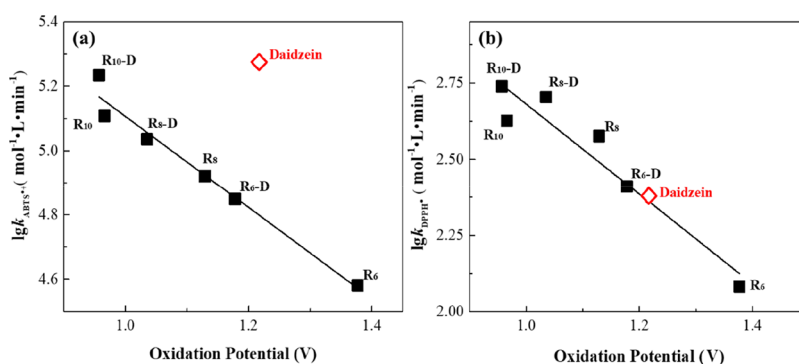 (a)
5.4
5.2
5.0
4.8
4.6
lgk_ABTS•+( mol⁻¹•L•min⁻¹)
R₁₀-D
R₁₀
R₈-D
R₈
R₆-D
R₆
Daidzein
1.0 1.2 1.4
Oxidation Potential (V)
(b)
2.75
2.50
2.25
2.00
lgk_DPPH• ( mol⁻¹•L•min⁻¹)
R₁₀-D
R₁₀
R₈-D
R₈
R₆-D
Daidzein
R₆
1.0 1.2 1.4
Oxidation Potential (V)